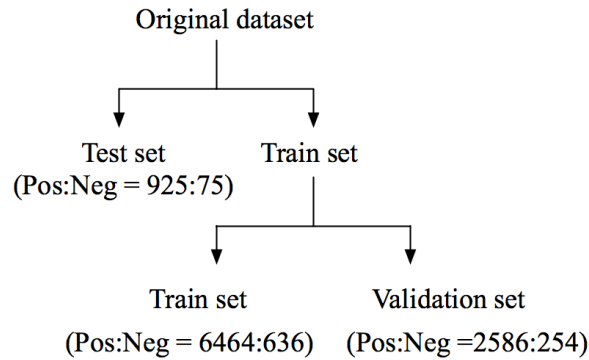 Original dataset
Test set
(Pos:Neg = 925:75)
Train set
Train set
(Pos:Neg = 6464:636)
Validation set
(Pos:Neg =2586:254)